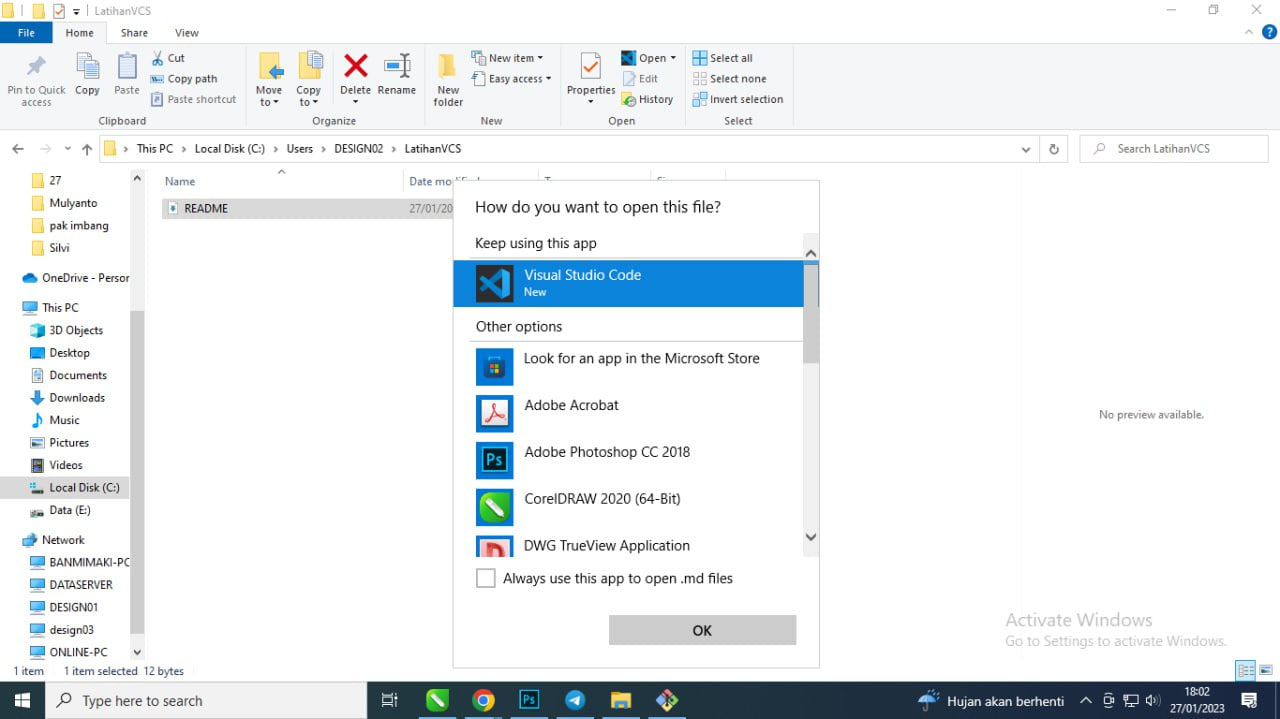 LatihanVCS
File
Home
Share
View
Pin to Quick access
Copy
Paste
Cut
Copy path
Paste shortcut
Clipboard
Move to
Copy to
Delete
Rename
Organize
New folder
New item
Easy access
New
Properties
Open
Edit
History
Open
Select all
Select none
Invert selection
Select
This PC > Local Disk (C:) > Users > DESIGN02 > LatihanVCS
Search LatihanVCS
27
Mulyanto
pak imbang
Silvi
OneDrive - Person
This PC
3D Objects
Desktop
Documents
Downloads
Music
Pictures
Videos
Local Disk (C:)
Data (E:)
Network
BANMIMAKI-PC
DATASERVER
DESIGN01
design03
ONLINE-PC
Name
Date
README
27/01/20
How do you want to open this file?
Keep using this app
Visual Studio Code
New
Other options
Look for an app in the Microsoft Store
Adobe Acrobat
Ps
Adobe Photoshop CC 2018
CorelDRAW 2020 (64-Bit)
DWG TrueView Application
Always use this app to open .md files
OK
No preview available.
Activate Windows
Go to Settings to activate Windows.
1 item
1 item selected
12 bytes
Type here to search
Ps
Hujan akan berhenti
18:02
27/01/2023